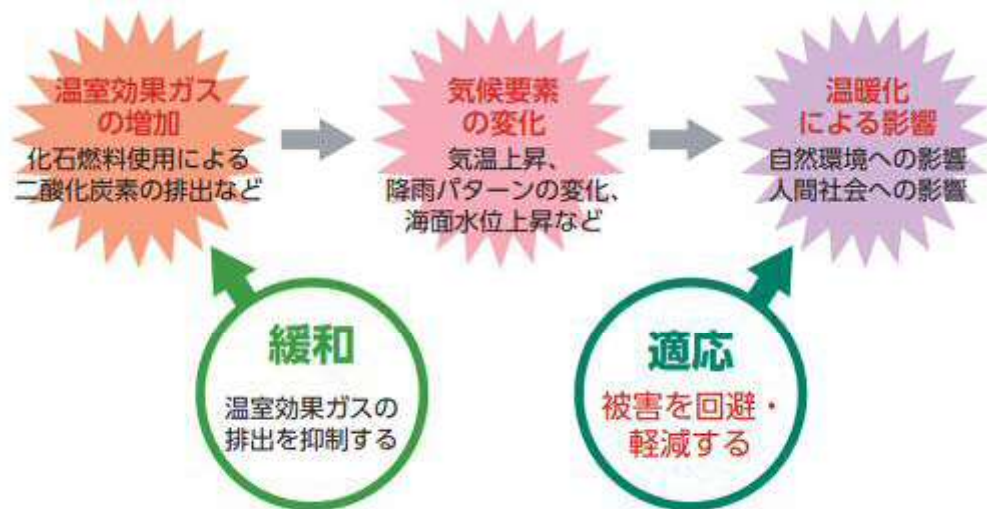 温室効果ガス
の増加
化石燃料使用による
二酸化炭素の排出など
気候要素
の変化
気温上昇、
降雨パターンの変化、
海面水位上昇など
温暖化
による影響
自然環境への影響
人間社会への影響
緩和
温室効果ガスの
排出を抑制する
適応
被害を回避・
軽減する